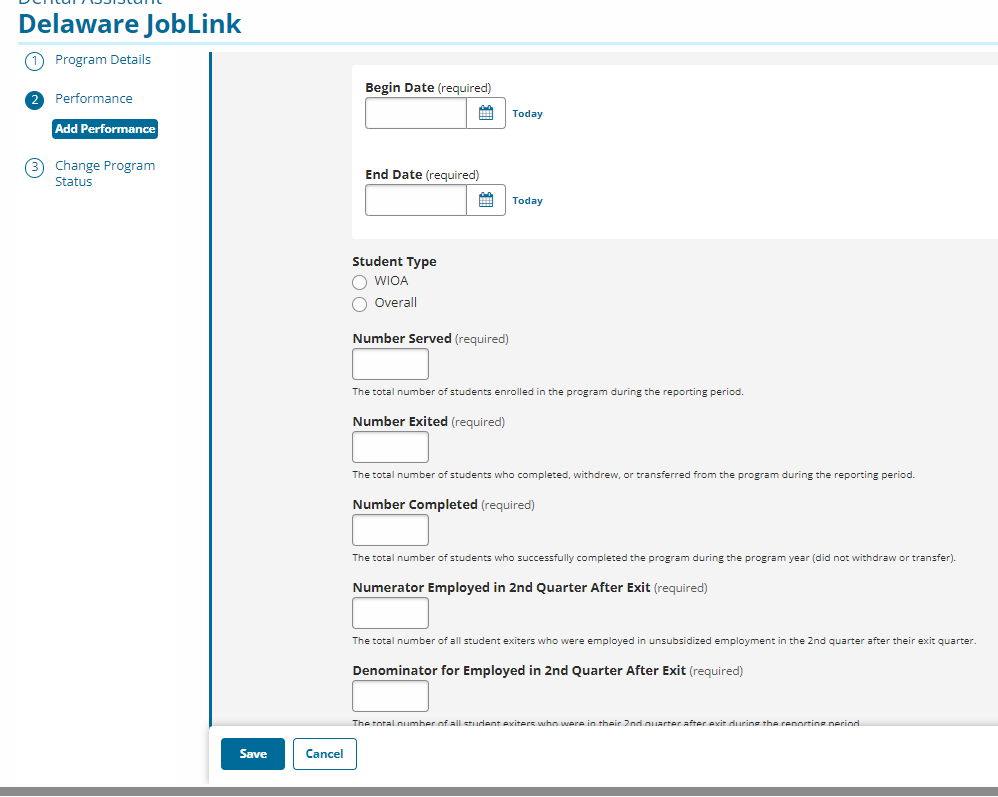 Dental Assistant
Delaware JobLink
1 Program Details
2 Performance
Add Performance
3 Change Program
Status
Begin Date (required)
Today
End Date (required)
Today
Student Type
WIOA
Overall
Number Served (required)
The total number of students enrolled in the program during the reporting period.
Number Exited (required)
The total number of students who completed, withdrew, or transferred from the program during the reporting period.
Number Completed (required)
The total number of students who successfully completed the program during the program year (did not withdraw or transfer).
Numerator Employed in 2nd Quarter After Exit (required)
The total number of all student exiters who were employed in unsubsidized employment in the 2nd quarter after their exit quarter.
Denominator for Employed in 2nd Quarter After Exit (required)
The total number of all student exiters who were in their 2nd quarter after exit during the reporting period.
Save
Cancel